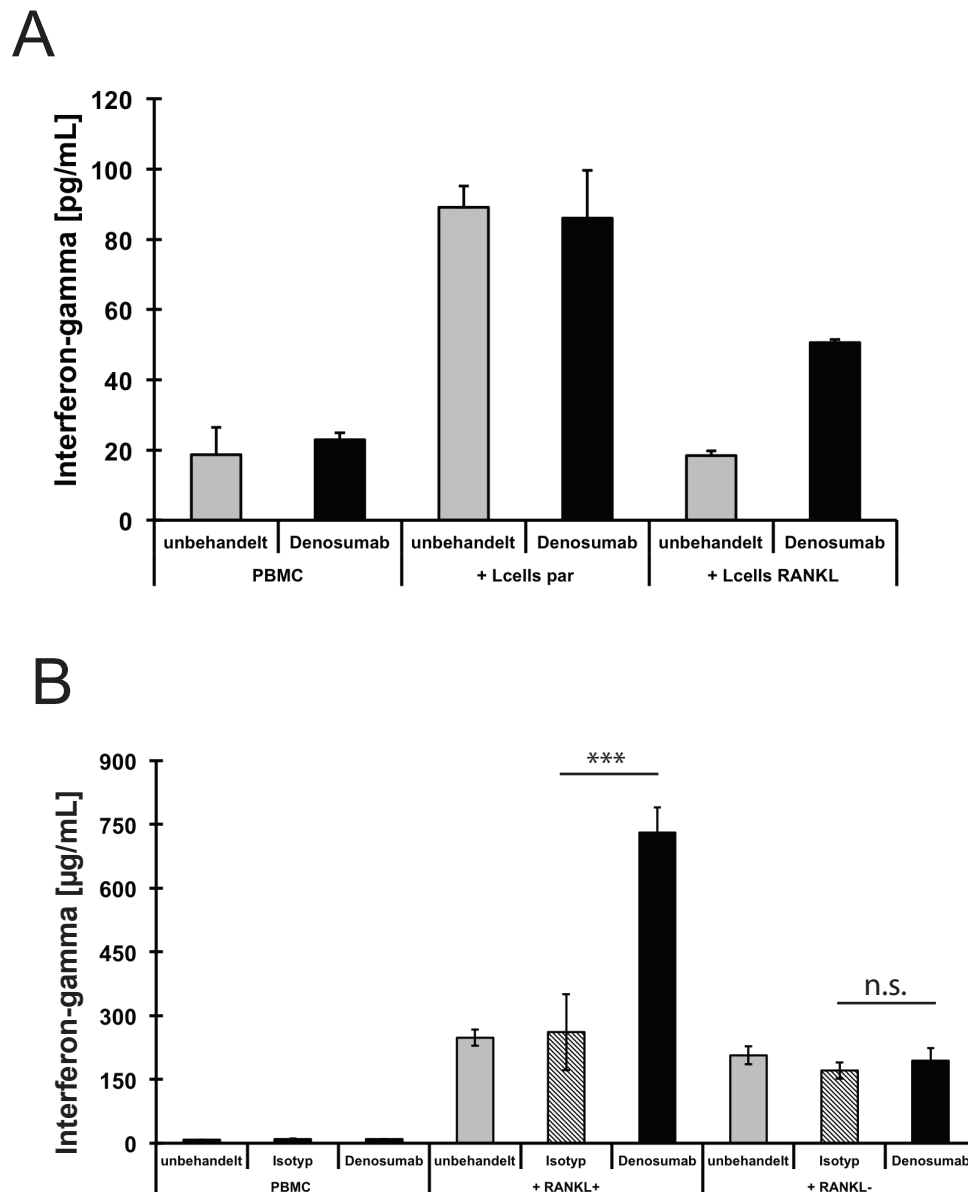 A
Interferon-gamma [pg/mL]
120
100
80
60
40
20
0
unbehandelt Denosumab unbehandelt Denosumab unbehandelt Denosumab
PBMC + Lcells par + Lcells RANKL
B
Interferon-gamma [µg/mL]
900
750
600
450
300
150
0
***
n.s.
unbehandelt Isotyp Denosumab unbehandelt Isotyp Denosumab unbehandelt Isotyp Denosumab
PBMC + RANKL+ + RANKL-